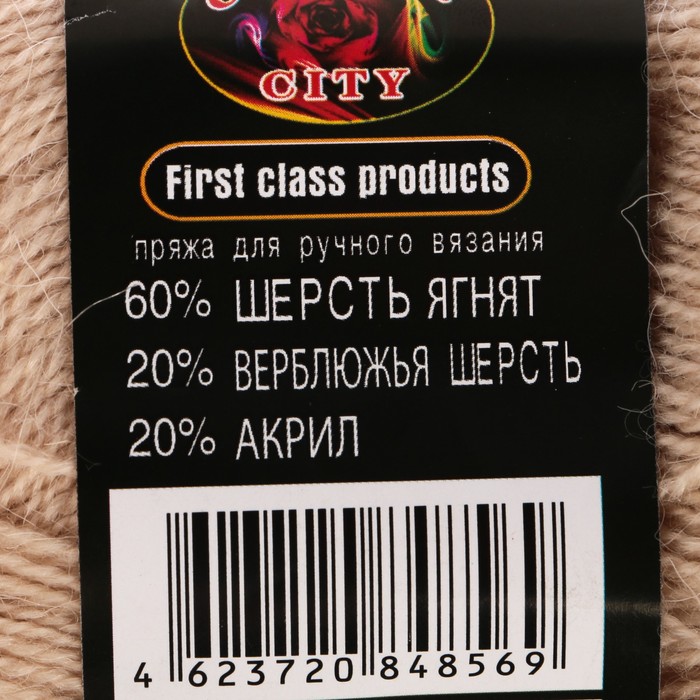 CITY
First class products
пряжа для ручного вязания
60% ШЕРСТЬ ЯГНЯТ
20% ВЕРБЛЮЖЬЯ ШЕРСТЬ
20% АКРИЛ
4 623720 848569